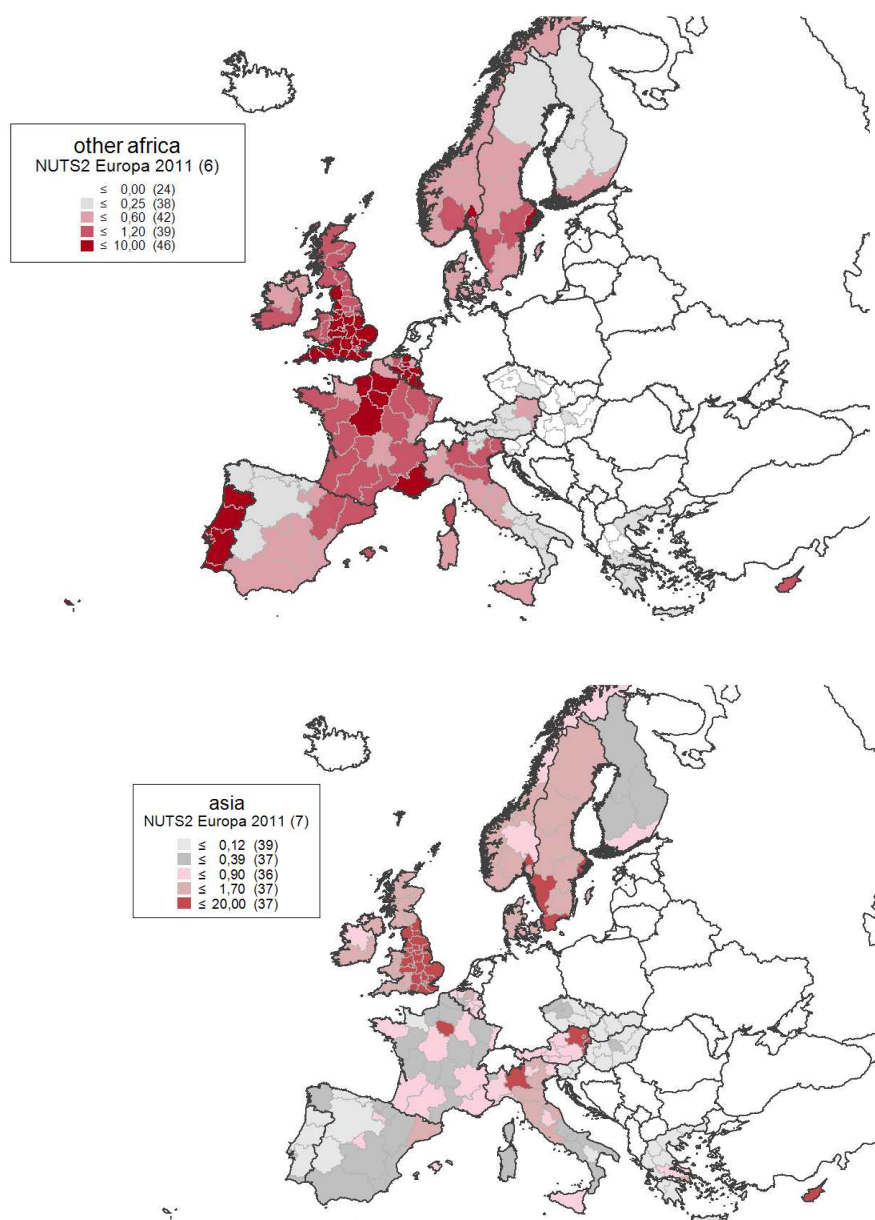 other africa
NUTS2 Europa 2011 (6)
≤ 0,00 (24)
≤ 0,25 (38)
≤ 0,60 (42)
≤ 1,20 (39)
≤ 10,00 (46)
asia
NUTS2 Europa 2011 (7)
≤ 0,12 (39)
≤ 0,39 (37)
≤ 0,90 (36)
≤ 1,70 (37)
≤ 20,00 (37)